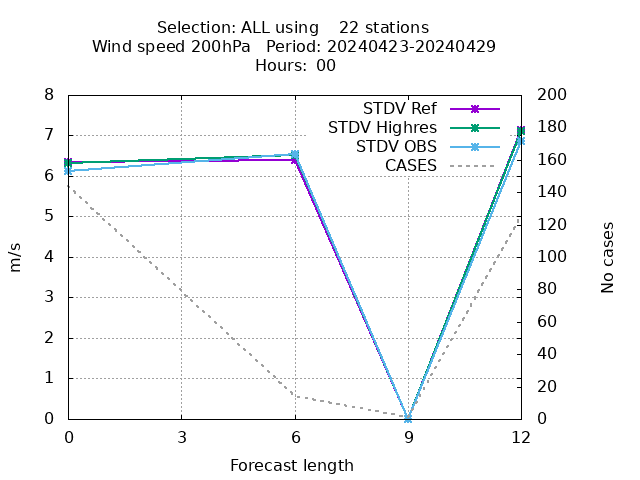 Selection: ALL using    22 stations
Wind speed 200hPa   Period: 20240423-20240429
Hours:  00
STDV Ref
STDV Highres
STDV OBS
CASES
8
7
6
5
4
3
2
1
0
200
180
160
140
120
100
80
60
40
20
0
m/s
No cases
0 3 6 9 12
Forecast length